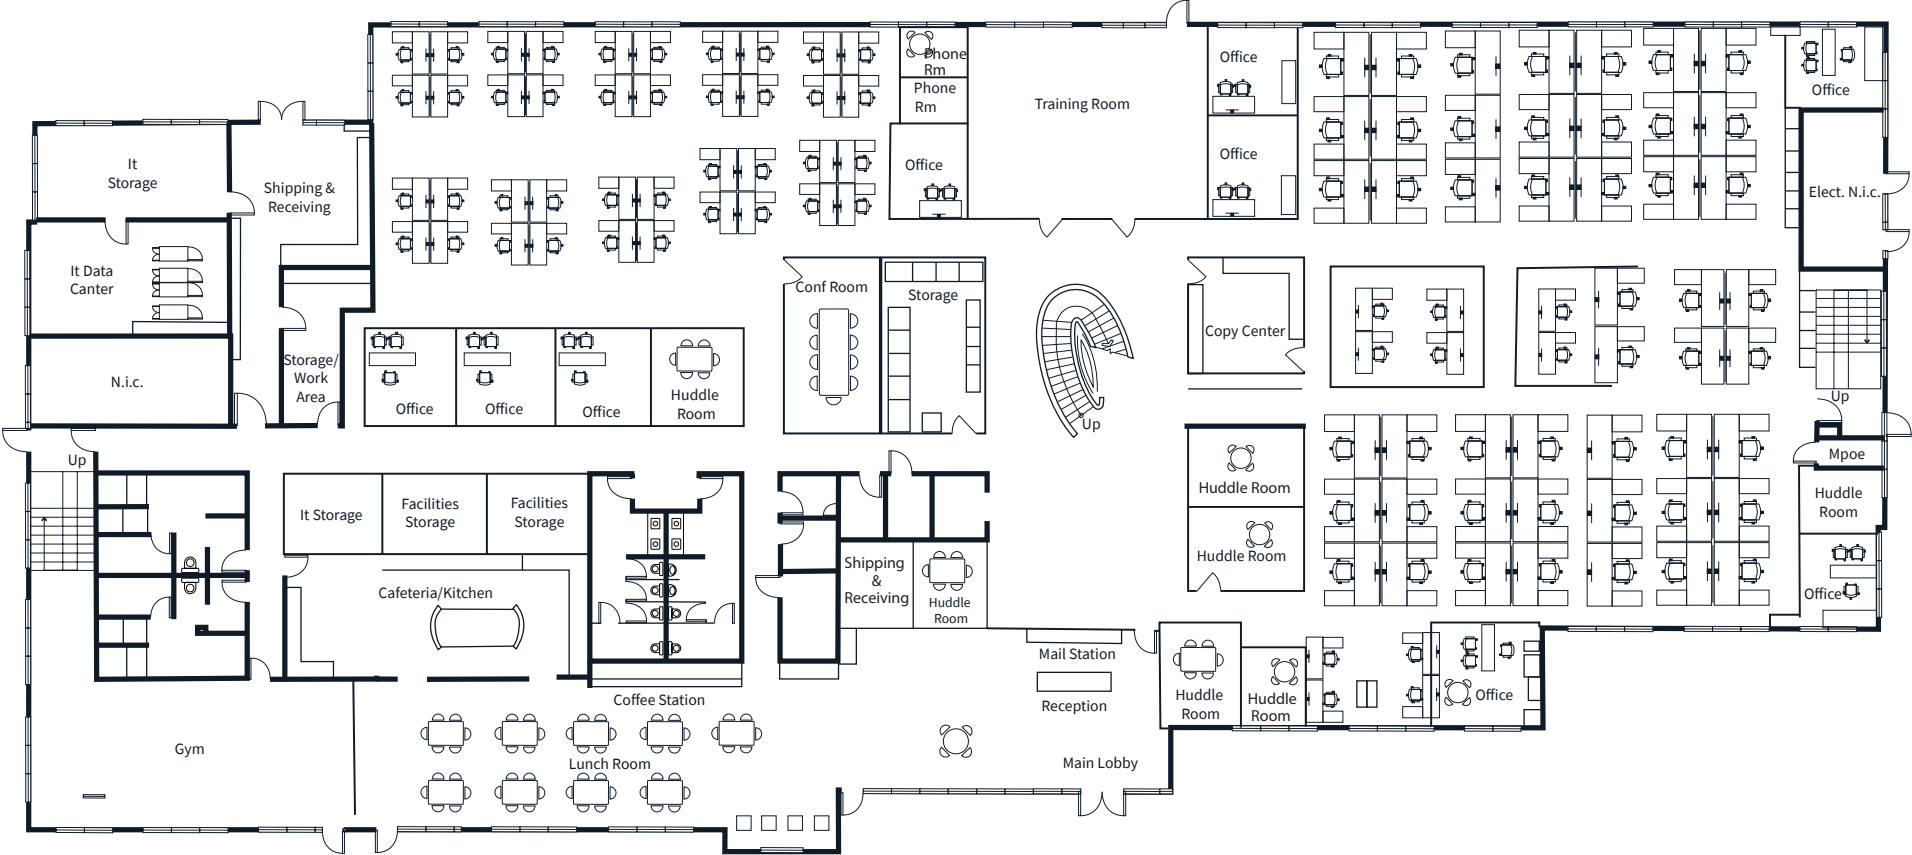 Phone
Rm
Phone
Rm
Training Room
Office
Office
Office
Office
It
Storage
Shipping &
Receiving
Office
Elect. N.i.c.
It Data
Canter
Conf Room
Storage
Copy Center
Storage/
Work
Area
N.i.c.
Office
Office
Office
Huddle
Room
Up
Up
Up
Mpoe
Huddle Room
Huddle
Room
It Storage
Facilities
Storage
Facilities
Storage
Huddle Room
Shipping
&
Receiving
Huddle
Room
Office
Cafeteria/Kitchen
Mail Station
Reception
Huddle
Room
Huddle
Room
Office
Coffee Station
Gym
Lunch Room
Main Lobby